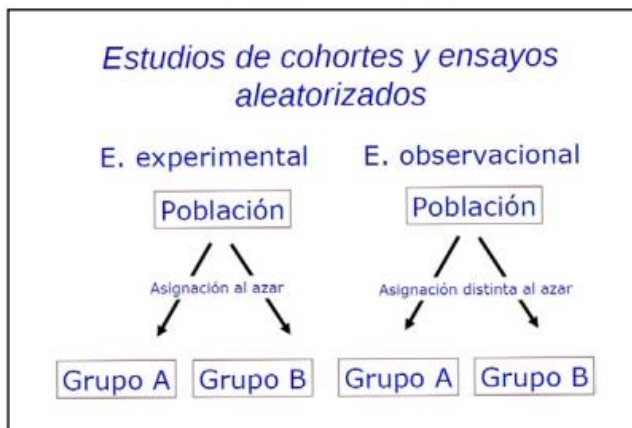 Estudios de cohortes y ensayos
aleatorizados
E. experimental
E. observacional
Población
Población
Asignación al azar
Asignación distinta al azar
Grupo A
Grupo B
Grupo A
Grupo B